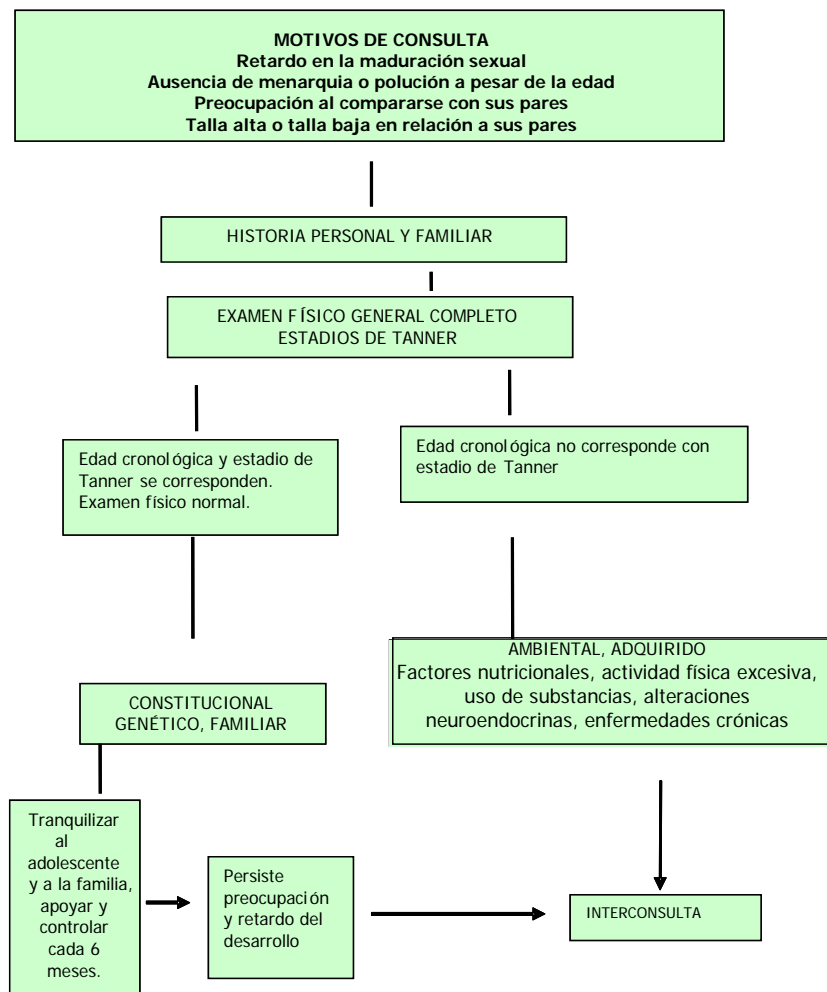 MOTIVOS DE CONSULTA
Retardo en la maduración sexual
Ausencia de menarquia o polución a pesar de la edad
Preocupación al compararse con sus pares
Talla alta o talla baja en relación a sus pares
HISTORIA PERSONAL Y FAMILIAR
EXAMEN FÍSICO GENERAL COMPLETO
ESTADIOS DE TANNER
Edad cronológica y estadio de
Tanner se corresponden.
Examen físico normal.
Edad cronológica no corresponde con
estadio de Tanner
AMBIENTAL, ADQUIRIDO
Factores nutricionales, actividad física excesiva,
uso de substancias, alteraciones
neuroendocrinas, enfermedades crónicas
CONSTITUCIONAL
GENÉTICO, FAMILIAR
Tranquilizar
al
adolescente
y a la familia,
apoyar y
controlar
cada 6
meses.
Persiste
preocupación
y retardo del
desarrollo
INTERCONSULTA